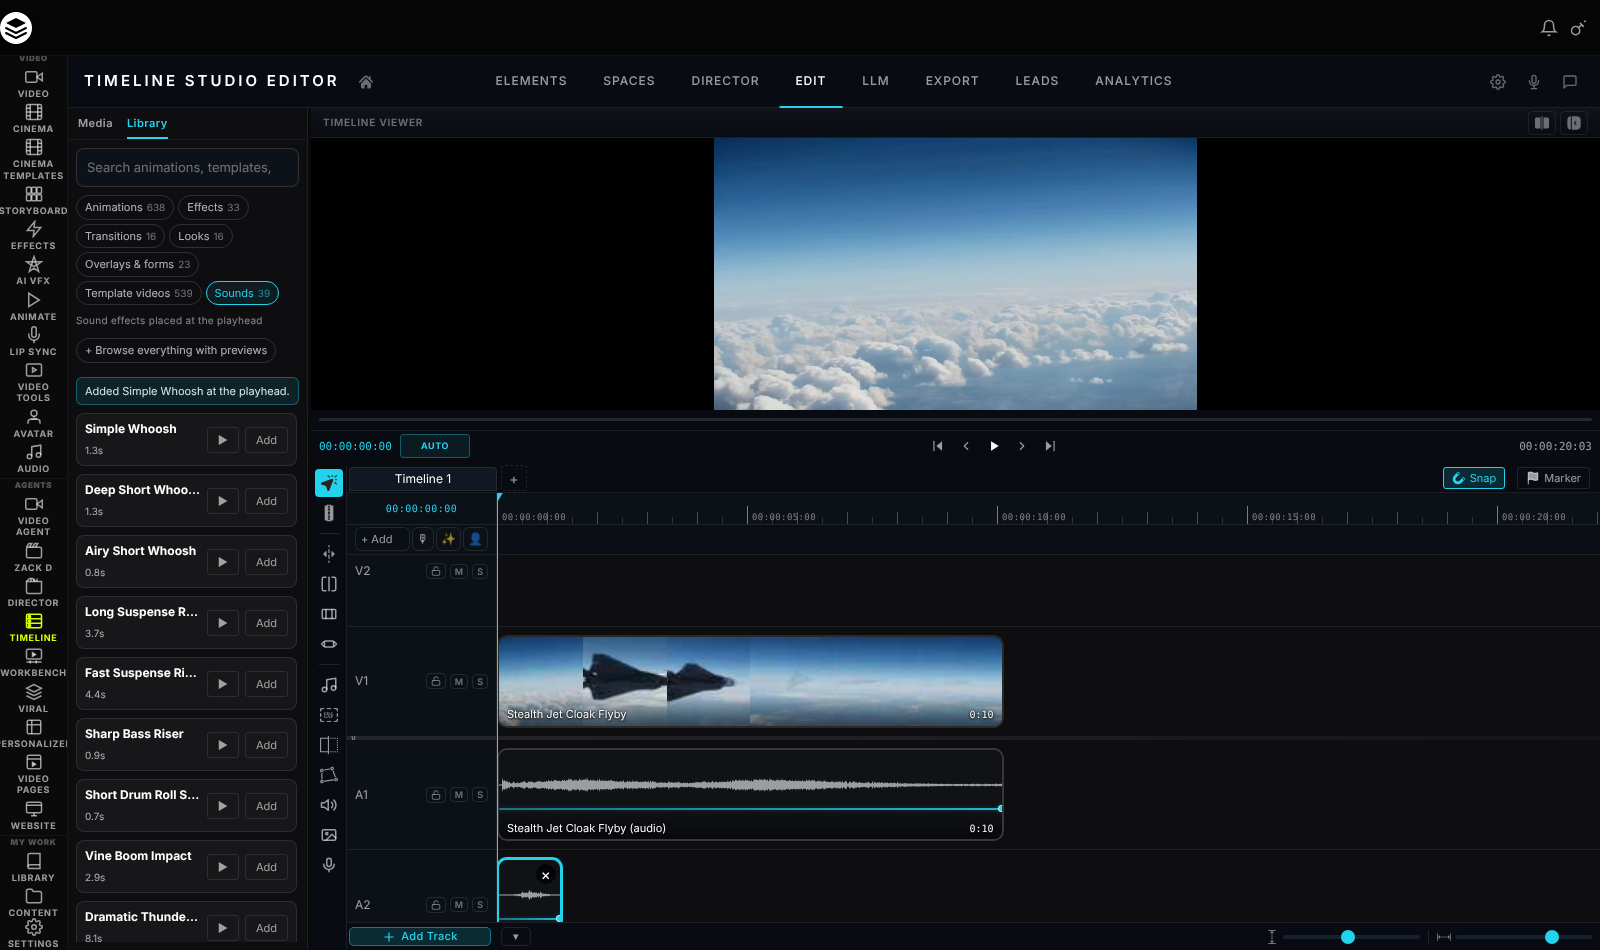 TIMELINE STUDIO EDITOR
ELEMENTS
SPACES
DIRECTOR
EDIT
LLM
EXPORT
LEADS
ANALYTICS
VIDEO
VIDEO
CINEMA
CINEMA
TEMPLATES
STORYBOARD
EFFECTS
AI VFX
ANIMATE
LIP SYNC
VIDEO
TOOLS
AVATAR
AUDIO
AGENTS
VIDEO
AGENT
ZACK D
DIRECTOR
TIMELINE
WORKBENCH
VIRAL
PERSONALIZE
VIDEO
PAGES
WEBSITE
MY WORK
LIBRARY
CONTENT
SETTINGS
Media
Library
Search animations, templates,
Animations 638
Effects 33
Transitions 16
Looks 16
Overlays & forms 23
Template videos 539
Sounds 39
Sound effects placed at the playhead
+ Browse everything with previews
Added Simple Whoosh at the playhead.
Simple Whoosh
1.3s
Add
Deep Short Whoo...
1.3s
Add
Airy Short Whoosh
0.8s
Add
Long Suspense R...
3.7s
Add
Fast Suspense Ri...
4.4s
Add
Sharp Bass Riser
0.9s
Add
Short Drum Roll S...
0.7s
Add
Vine Boom Impact
2.9s
Add
Dramatic Thunde...
8.1s
Add
TIMELINE VIEWER
00:00:00:00
AUTO
00:00:20:03
Timeline 1
+
Snap
Marker
00:00:00:00
00:00:00:00
00:00:05:00
00:00:10:00
00:00:15:00
00:00:20:00
+ Add
V2
M
S
V1
M
S
Stealth Jet Cloak Flyby
0:10
A1
M
S
Stealth Jet Cloak Flyby (audio)
0:10
A2
M
S
+ Add Track